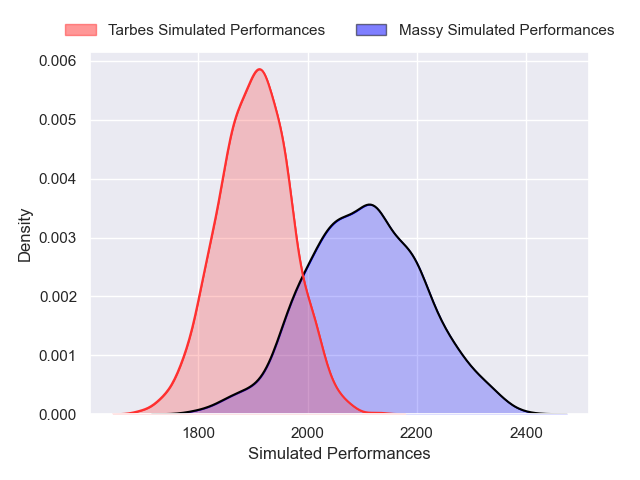 Tarbes Simulated Performances Massy Simulated Performances
0.006
0.005
0.004
0.003
0.002
0.001
0.000
Density
1800 2000 2200 2400
Simulated Performances